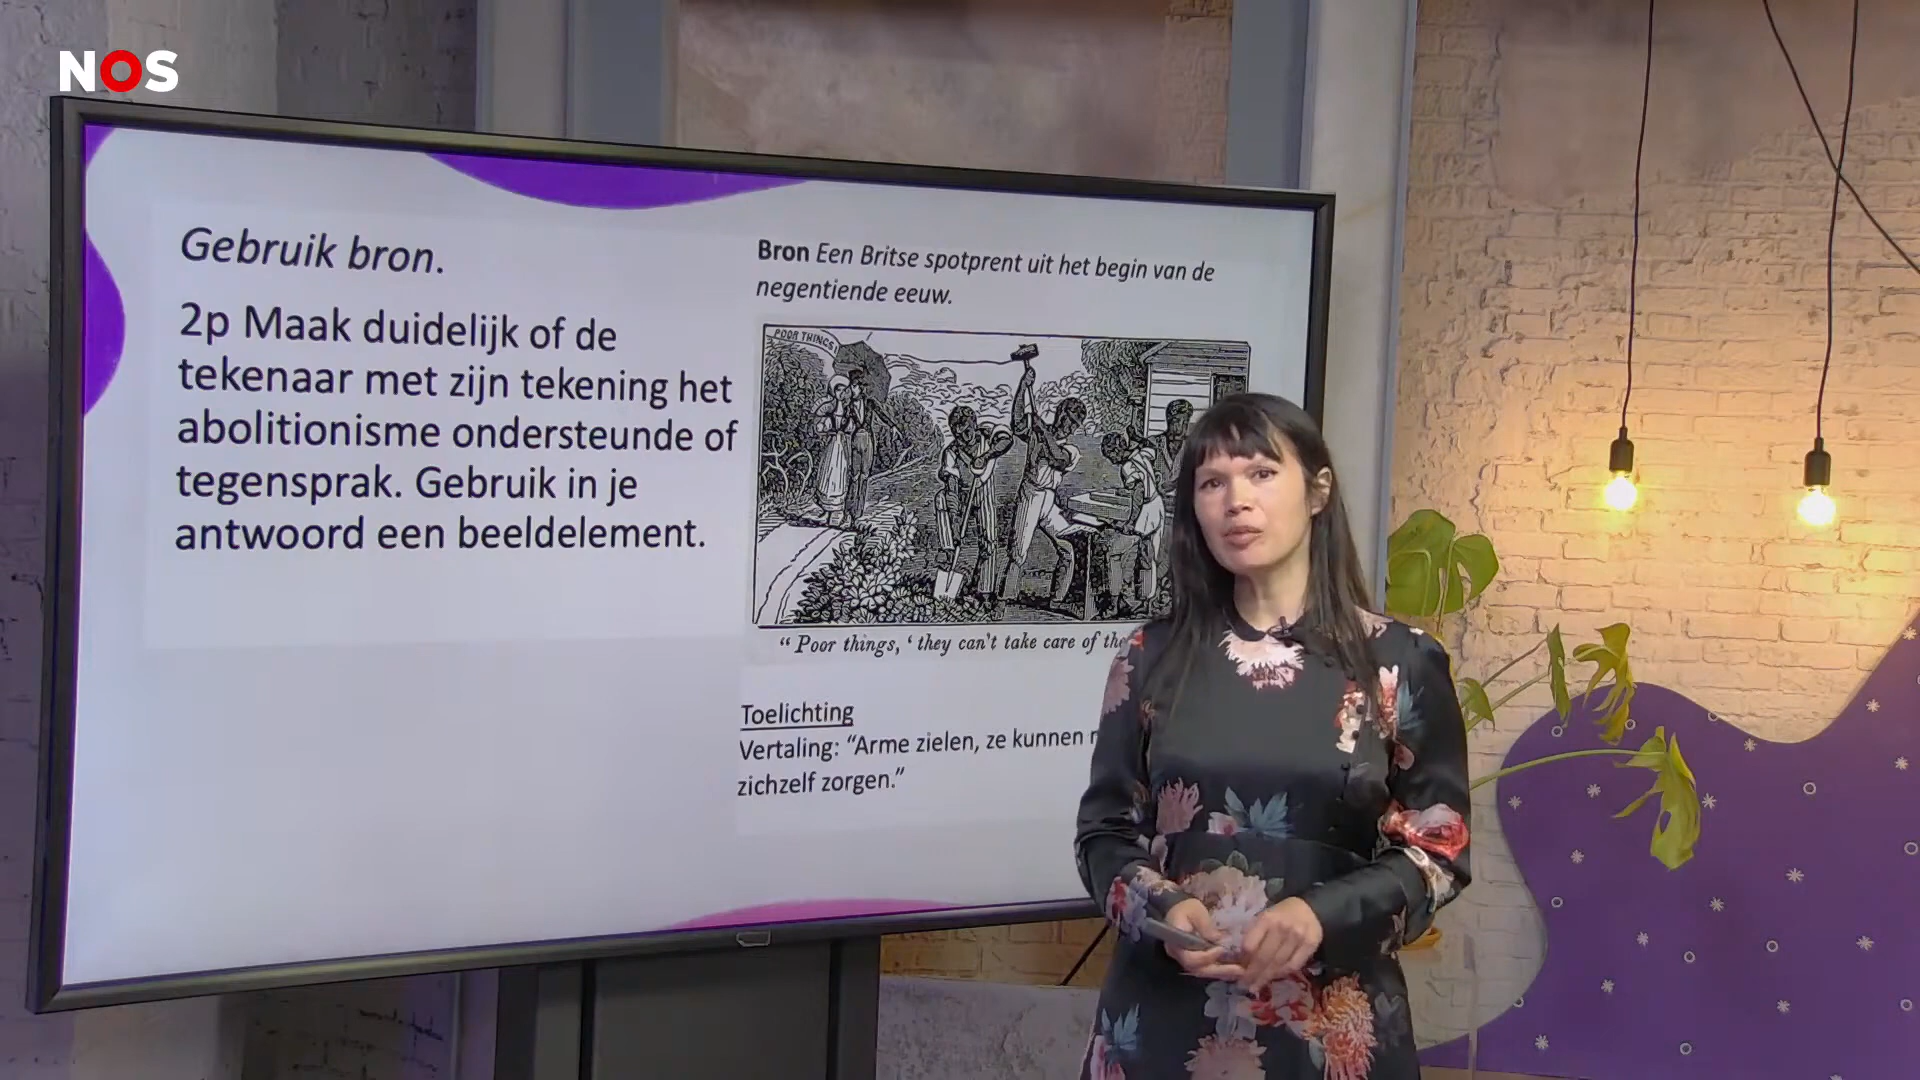 NOS
Gebruik bron.
2p Maak duidelijk of de
tekenaar met zijn tekening het
abolitionisme ondersteunde of
tegensprak. Gebruik in je
antwoord een beeldelement.
Bron Een Britse spotprent uit het begin van de
negentiende eeuw.
POOR THINGS
“ Poor things, ‘ they can't take care of
Toelichting
Vertaling: “Arme zielen, ze kunnen
zichzelf zorgen.”